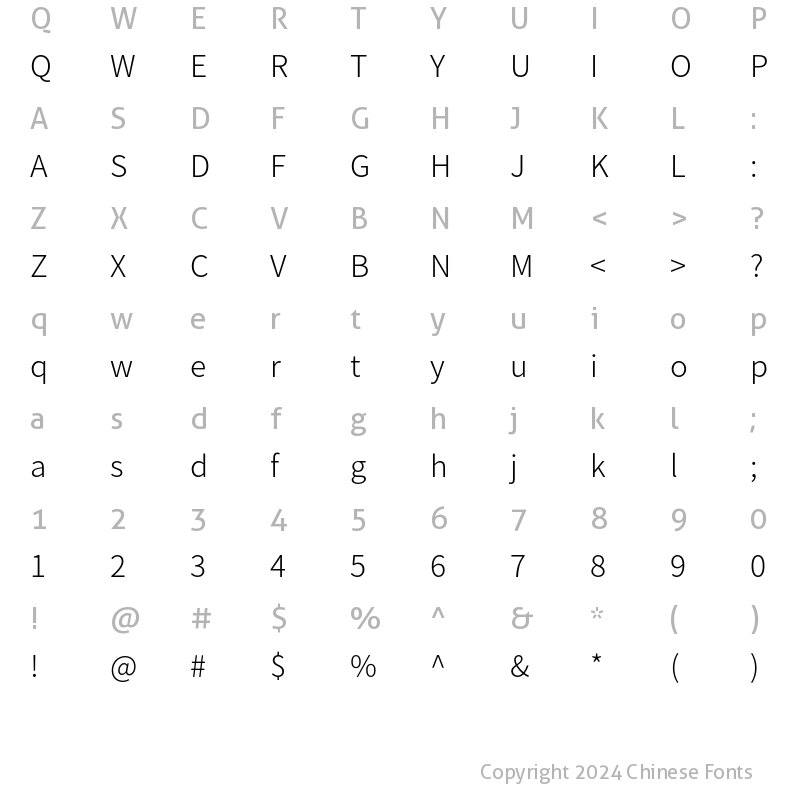 Q W E R T Y U I O P
Q W E R T Y U I O P
A S D F G H J K L :
A S D F G H J K L :
Z X C V B N M < > ?
Z X C V B N M < > ?
q w e r t y u i o p
q w e r t y u i o p
a s d f g h j k l ;
a s d f g h j k l ;
1 2 3 4 5 6 7 8 9 0
1 2 3 4 5 6 7 8 9 0
! @ # $ % ^ & * ( )
! @ # $ % ^ & * ( )
Copyright 2024 Chinese Fonts